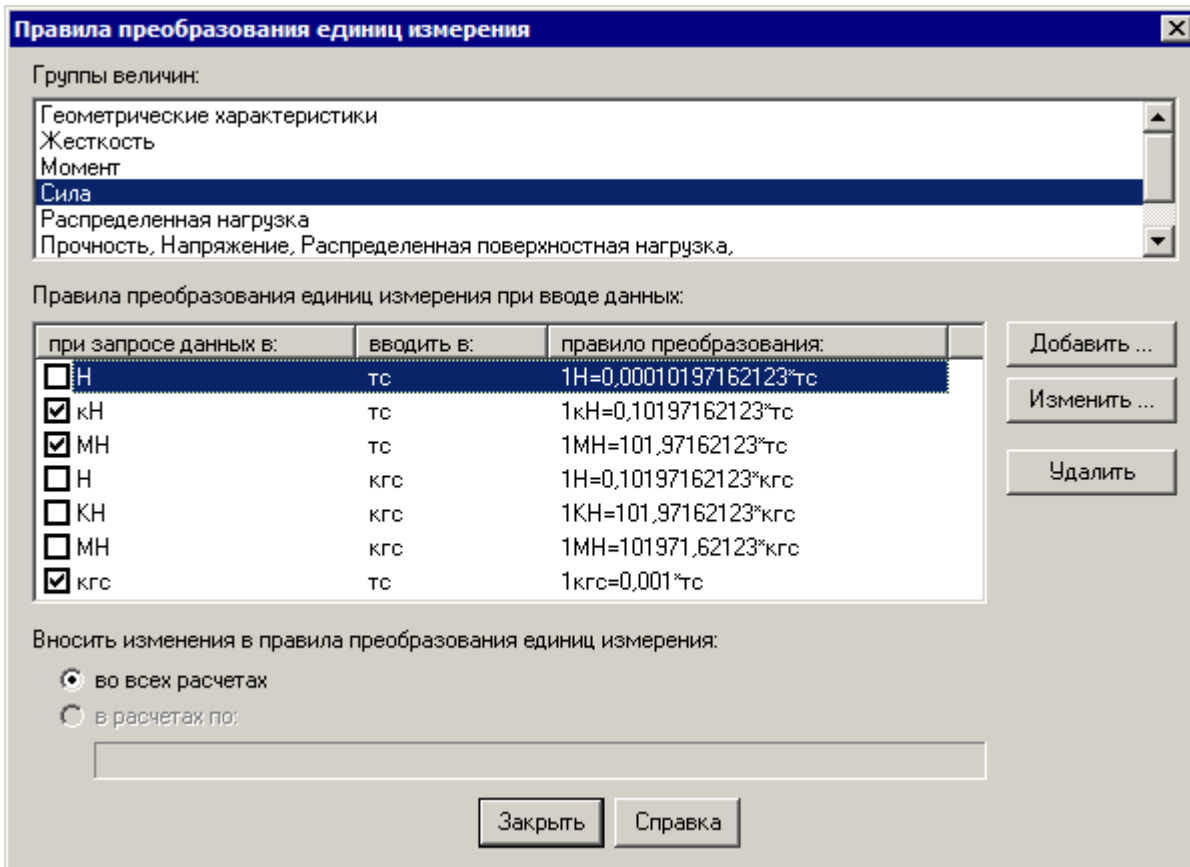 Правила преобразования единиц измерения
Группы величин:
Геометрические характеристики
Жесткость
Момент
Сила
Распределенная нагрузка
Прочность, Напряжение, Распределенная поверхностная нагрузка,
Правила преобразования единиц измерения при вводе данных:
при запросе данных в: вводить в: правило преобразования:
Н тс 1Н=0,00010197162123*тс
кН тс 1кН=0,10197162123*тс
МН тс 1МН=101,97162123*тс
Н кгс 1Н=0,10197162123*кгс
КН кгс 1КН=101,97162123*кгс
МН кгс 1МН=101971,62123*кгс
кгс тс 1кгс=0,001*тс
Добавить ...
Изменить ...
Удалить
Вносить изменения в правила преобразования единиц измерения:
во всех расчетах
в расчетах по:
Закрыть Справка